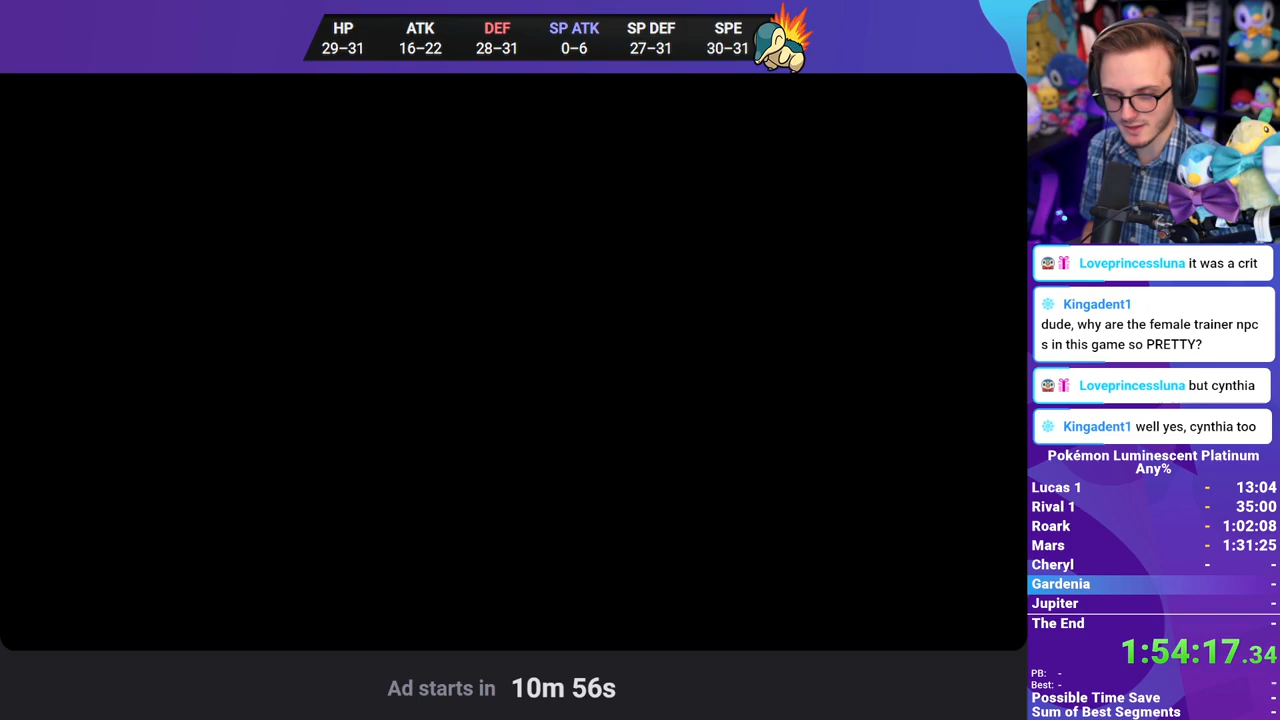 HP ATK DEF SP ATK SP DEF SPE
29–31 16–22 28–31 0–6 27–31 30–31
Loveprincessluna it was a crit
Kingadent1
dude, why are the female trainer npc
s in this game so PRETTY?
Loveprincessluna but cynthia
Kingadent1 well yes, cynthia too
Pokémon Luminescent Platinum
Any%
Lucas 1 - 13:04
Rival 1 - 35:00
Roark - 1:02:08
Mars - 1:31:25
Cheryl - -
Gardenia -
Jupiter -
The End -
1:54:17.34
PB: -
Best: - -
Possible Time Save -
Sum of Best Segments -
Ad starts in 10m 56s